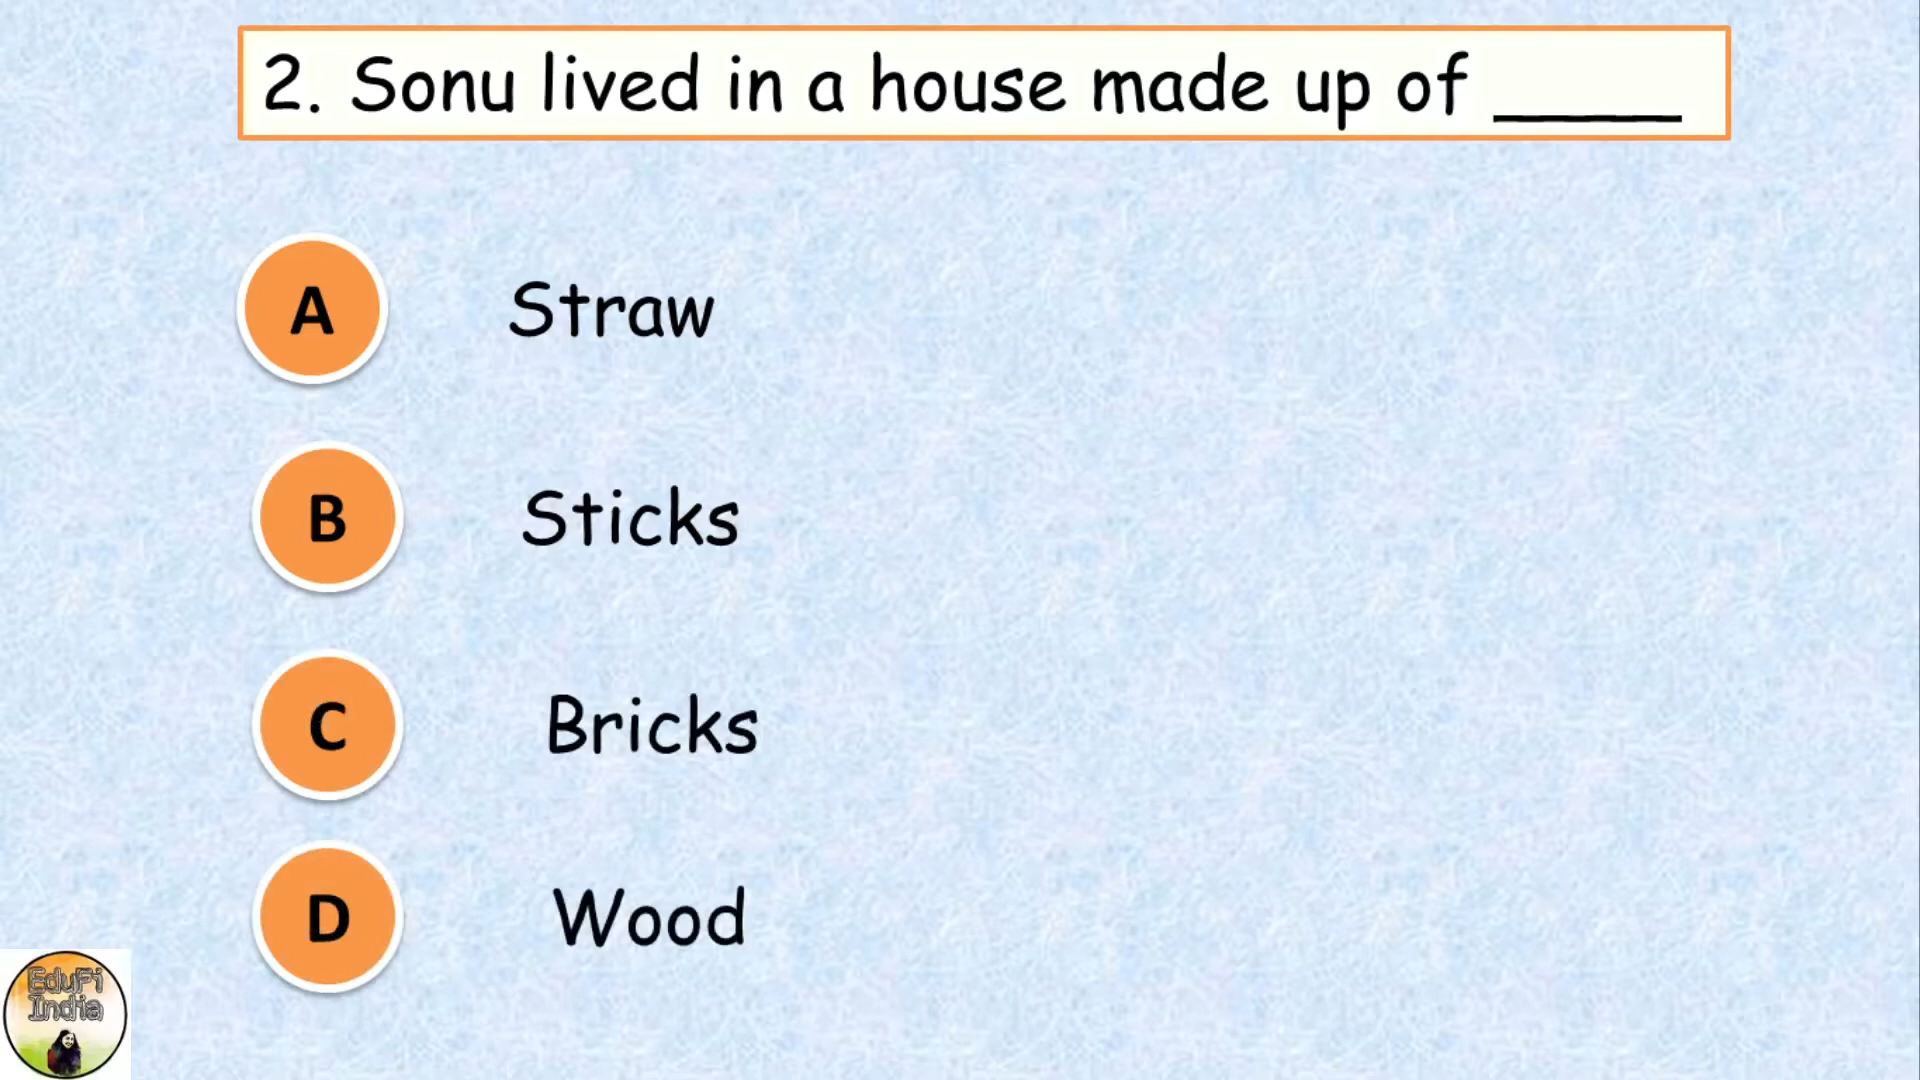 2. Sonu lived in a house made up of _____
A Straw
B Sticks
C Bricks
D Wood
EduFi
India